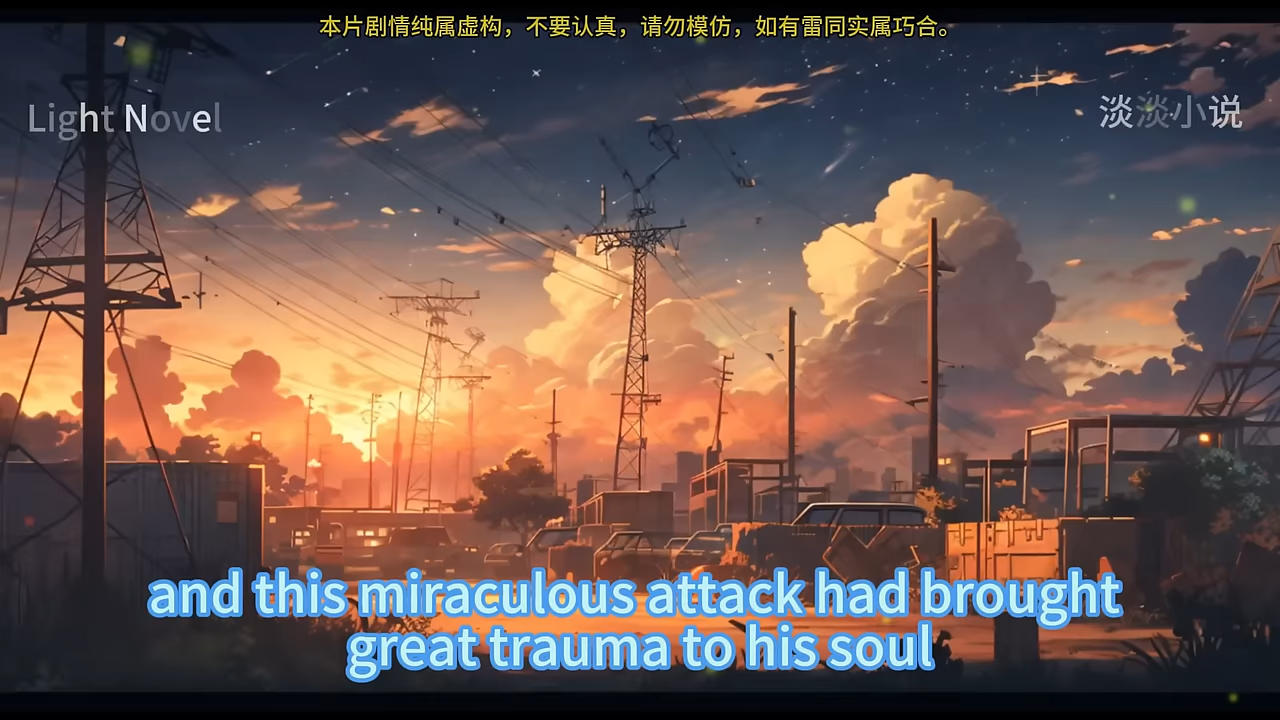 本片剧情纯属虚构，不要认真，请勿模仿，如有雷同实属巧合。
Light Novel
淡淡小说
and this miraculous attack had brought
great trauma to his soul